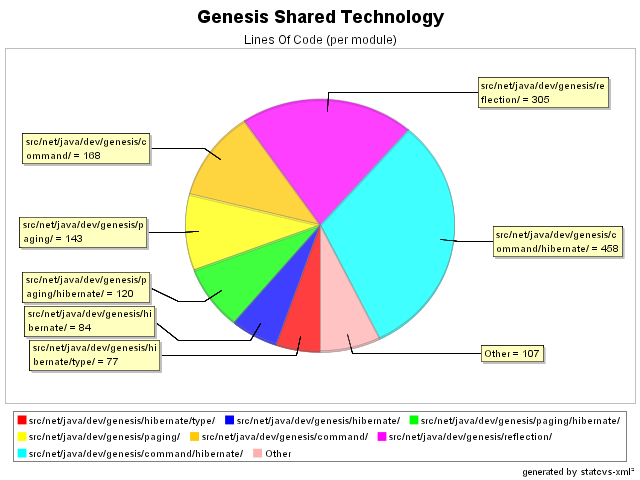 Genesis Shared Technology
Lines Of Code (per module)
src/net/java/dev/genesis/re
flection/ = 305
src/net/java/dev/genesis/c
ommand/ = 168
src/net/java/dev/genesis/p
aging/ = 143
src/net/java/dev/genesis/c
ommand/hibernate/ = 458
src/net/java/dev/genesis/p
aging/hibernate/ = 120
src/net/java/dev/genesis/hi
bernate/ = 84
src/net/java/dev/genesis/hi
bernate/type/ = 77
Other = 107
src/net/java/dev/genesis/hibernate/type/ src/net/java/dev/genesis/hibernate/ src/net/java/dev/genesis/paging/hibernate/
src/net/java/dev/genesis/paging/ src/net/java/dev/genesis/command/ src/net/java/dev/genesis/reflection/
src/net/java/dev/genesis/command/hibernate/ Other
generated by statcvs-xml²